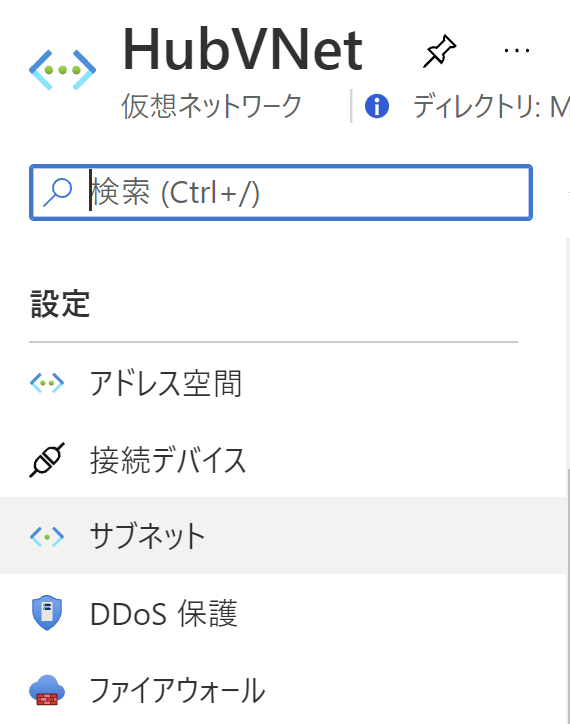 HubVNet
仮想ネットワーク
ディレクトリ: M
検索 (Ctrl+/)
設定
アドレス空間
接続デバイス
サブネット
DDoS 保護
ファイアウォール